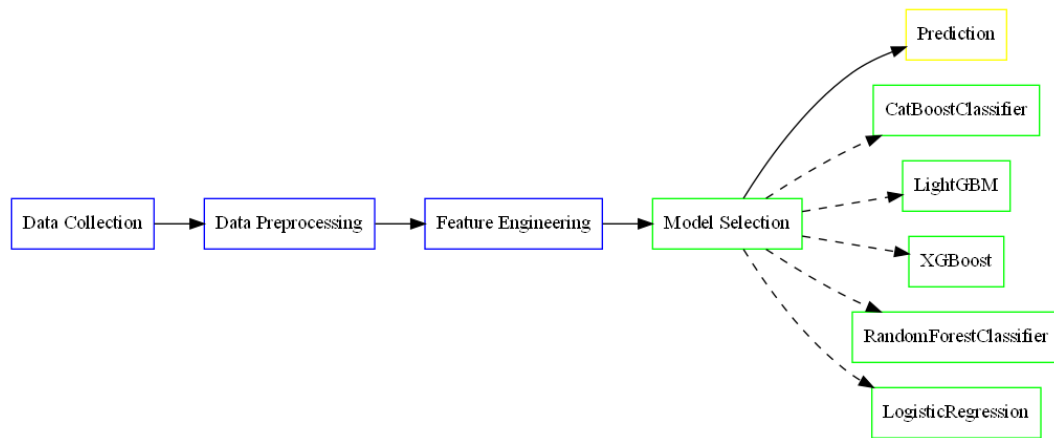 Data Collection
Data Preprocessing
Feature Engineering
Model Selection
Prediction
CatBoostClassifier
LightGBM
XGBoost
RandomForestClassifier
LogisticRegression